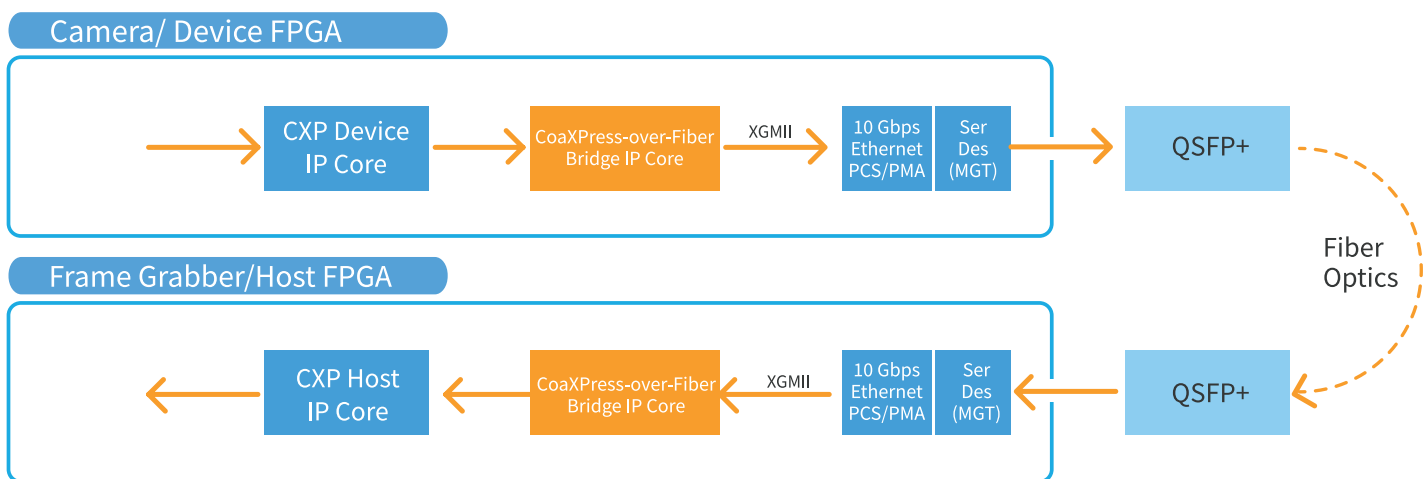 Camera/ Device FPGA
CXP Device
IP Core
CoaXPress-over-Fiber
Bridge IP Core
XGMII
10 Gbps
Ethernet
PCS/PMA
Ser
Des
(MGT)
QSFP+
Fiber
Optics
Frame Grabber/Host FPGA
CXP Host
IP Core
CoaXPress-over-Fiber
Bridge IP Core
XGMII
10 Gbps
Ethernet
PCS/PMA
Ser
Des
(MGT)
QSFP+